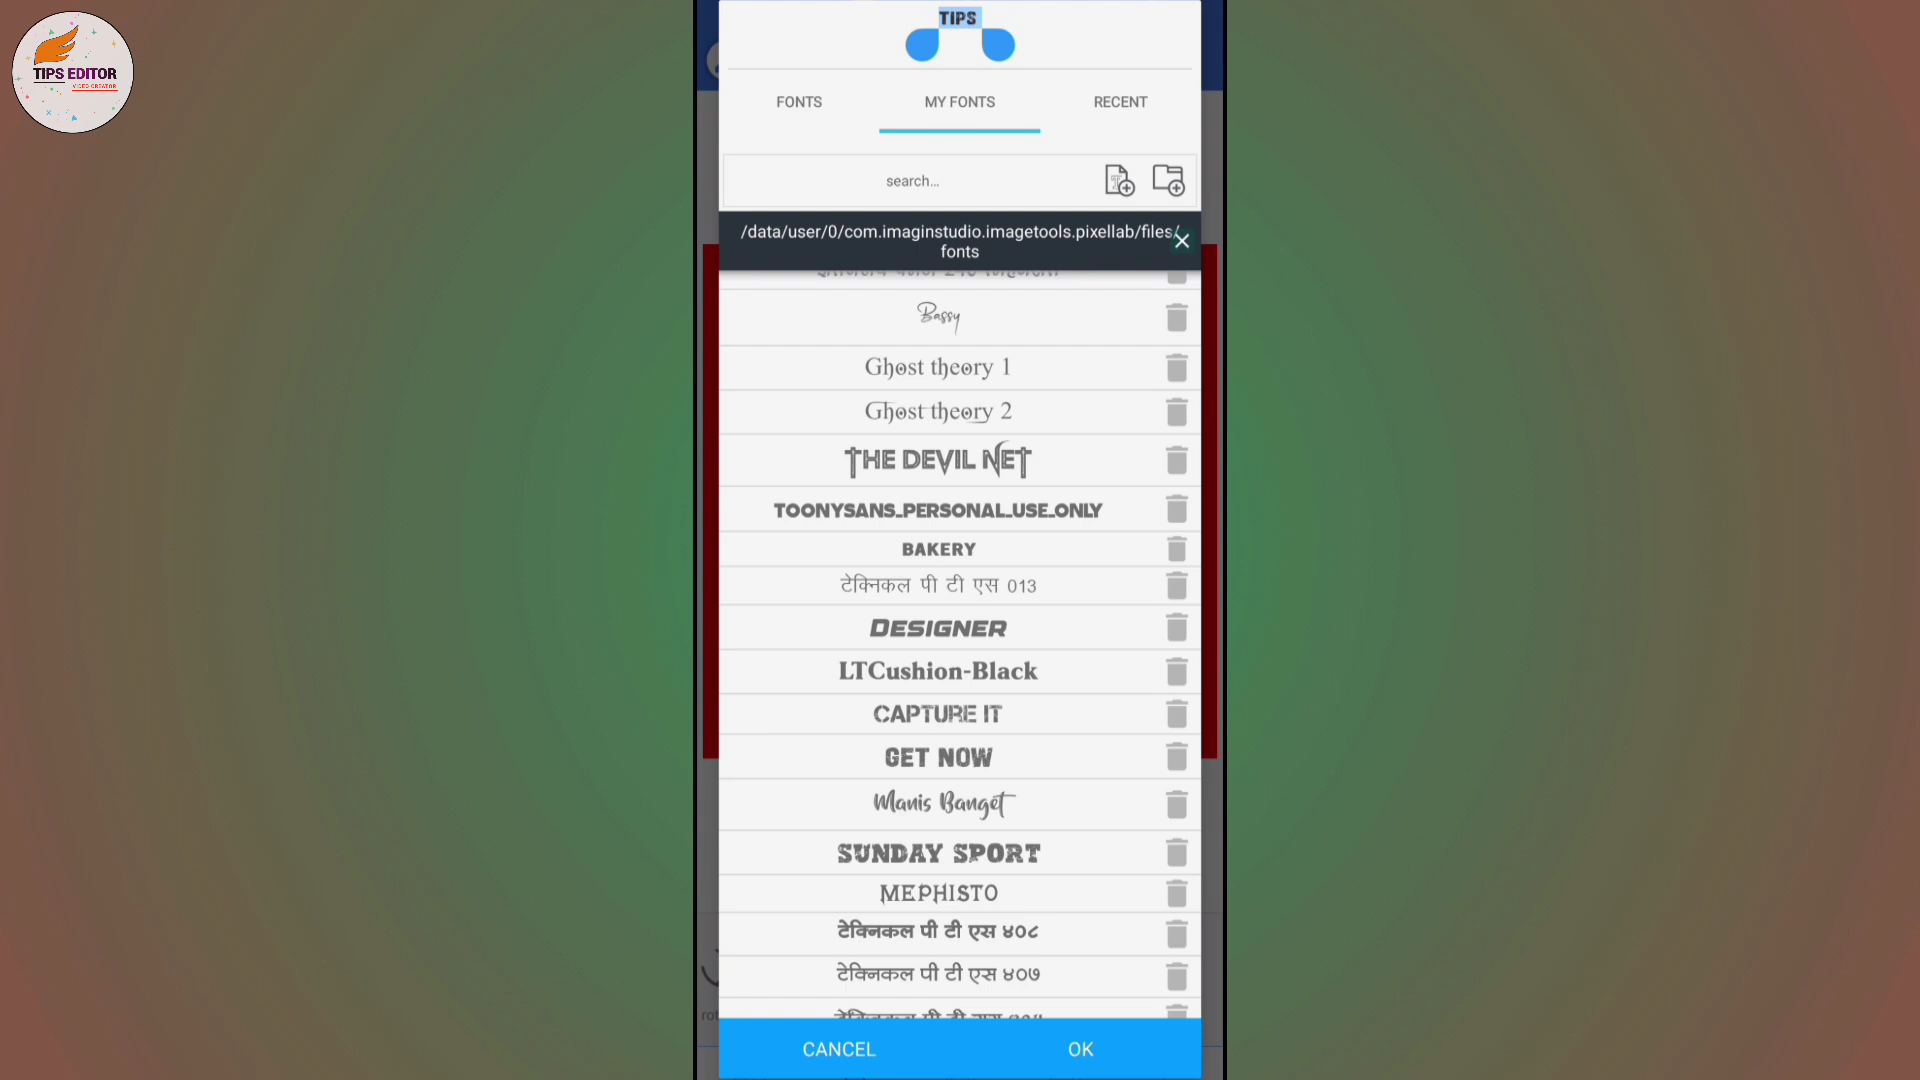 TIPS EDITOR
VIDEO CREATOR
TIPS
FONTS
MY FONTS
RECENT
search...
/data/user/0/com.imaginstudio.imagetools.pixellab/files/
fonts
Bassy
Ghost theory 1
Ghost theory 2
THE DEVIL NET
TOONYSANS_PERSONAL_USE_ONLY
BAKERY
टेक्निकल पी टी एस 013
DESIGNER
LTCushion-Black
CAPTURE IT
GET NOW
Manis Banget
SUNDAY SPORT
MEPHISTO
टेक्निकल पी टी एस ४०८
टेक्निकल पी टी एस ४०७
CANCEL
OK